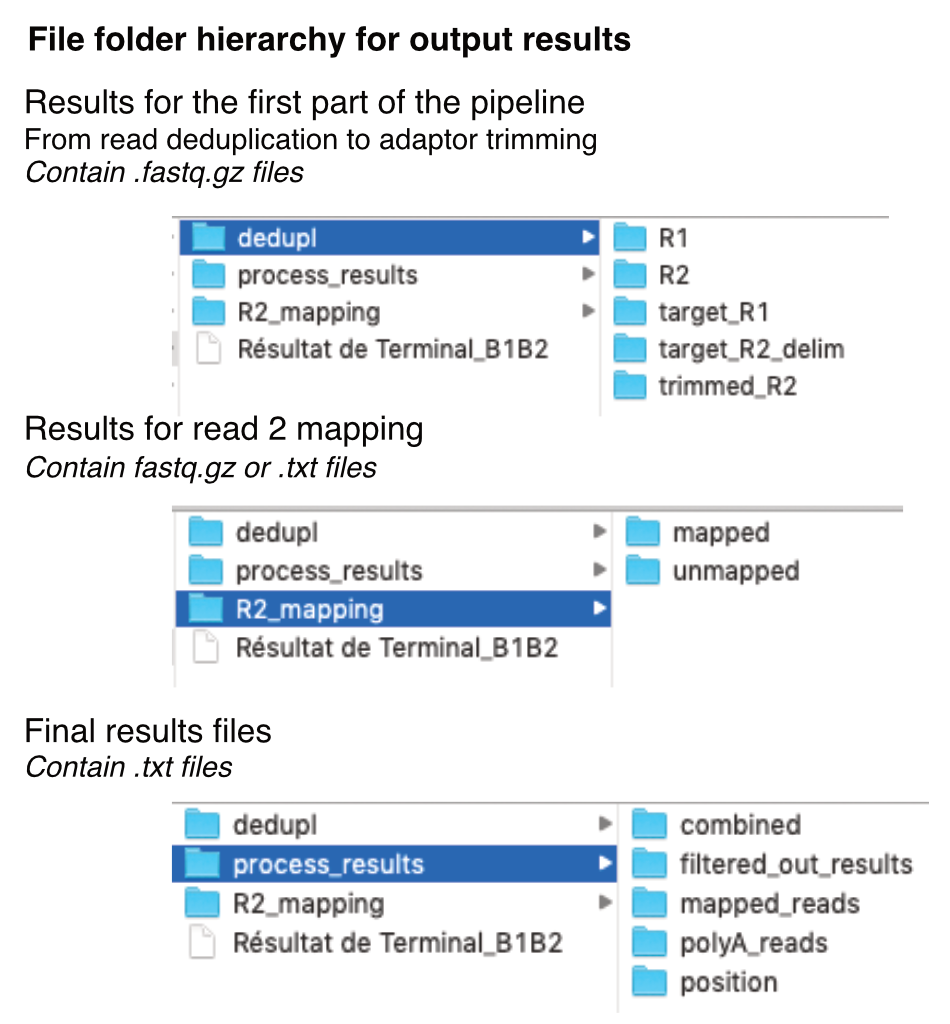 File folder hierarchy for output results
Results for the first part of the pipeline
From read deduplication to adaptor trimming
Contain .fastq.gz files
dedupl
process_results
R2_mapping
Résultat de Terminal_B1B2
R1
R2
target_R1
target_R2_delim
trimmed_R2
Results for read 2 mapping
Contain fastq.gz or .txt files
dedupl
process_results
R2_mapping
Résultat de Terminal_B1B2
mapped
unmapped
Final results files
Contain .txt files
dedupl
process_results
R2_mapping
Résultat de Terminal_B1B2
combined
filtered_out_results
mapped_reads
polyA_reads
position